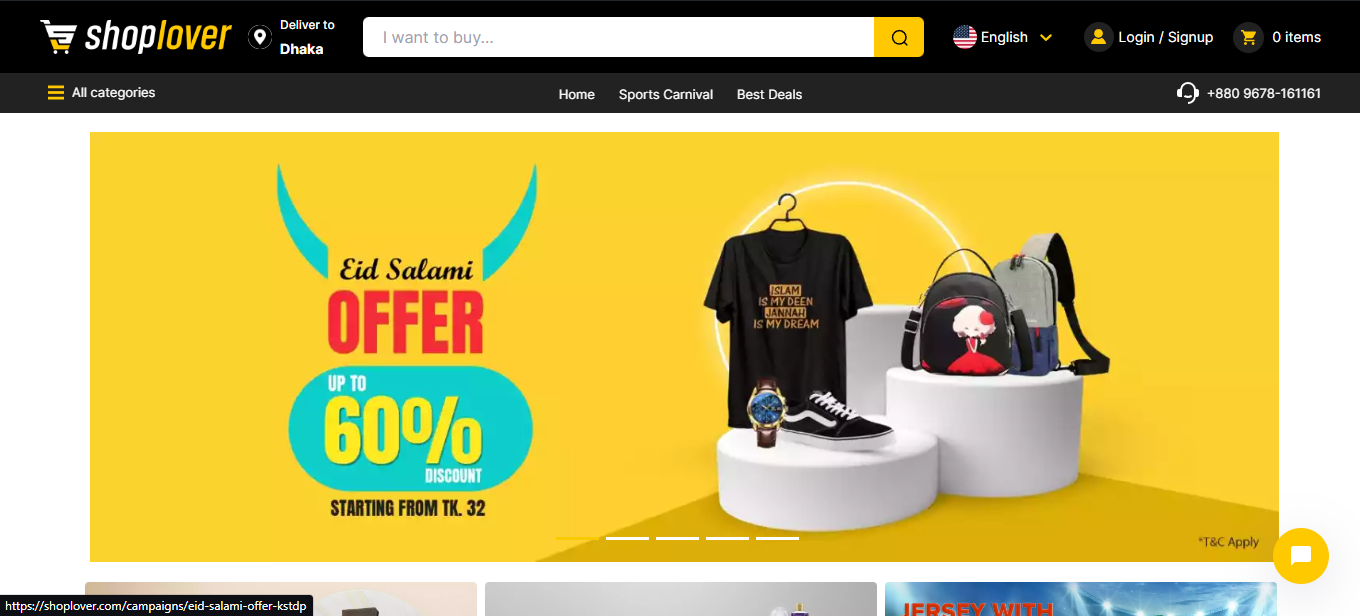 shoplover
Deliver to
Dhaka
I want to buy...
English
Login / Signup
0 items
All categories
Home
Sports Carnival
Best Deals
+880 9678-161161
Eid Salami
OFFER
UP TO
60%
DISCOUNT
STARTING FROM TK. 32
ISLAM
IS MY DEEN
JANNAH
IS MY DREAM
*T&C Apply
JERSEY WITH
https://shoplover.com/campaigns/eid-salami-offer-kstdp